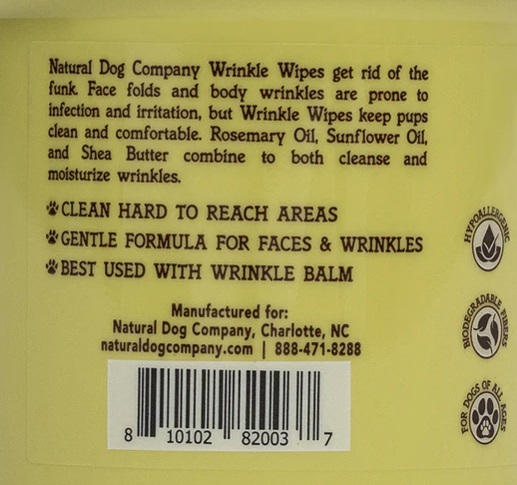 Natural Dog Company Wrinkle Wipes get rid of the
funk. Face folds and body wrinkles are prone to
infection and irritation, but Wrinkle Wipes keep pups
clean and comfortable. Rosemary Oil, Sunflower Oil,
and Shea Butter combine to both cleanse and
moisturize wrinkles.
CLEAN HARD TO REACH AREAS
GENTLE FORMULA FOR FACES & WRINKLES
BEST USED WITH WRINKLE BALM
HYPOALLERGENIC
BIODEGRADABLE FIBERS
FOR DOGS OF ALL AGES
Manufactured for:
Natural Dog Company, Charlotte, NC
naturaldogcompany.com | 888-471-8288
8 10102 82003 7